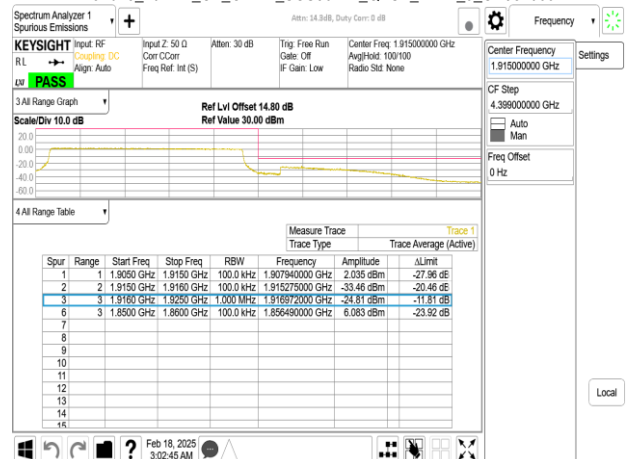 Spectrum Analyzer 1
Spurious Emissions
Attn: 14.3dB, Duty Corr: 0 dB
Frequency
KEYSIGHT
RL
Align: Auto
Input: RF
Coupling: DC
Input Z: 50 Ω
Corr CCorr
Freq Ref: Int (S)
Atten: 30 dB
Trig: Free Run
Gate: Off
IF Gain: Low
Center Freq: 1.915000000 GHz
Avg|Hold: 100/100
Radio Std: None
LXI
PASS
Center Frequency
1.915000000 GHz
Settings
CF Step
4.399000000 GHz
Auto
Man
Freq Offset
0 Hz
3 All Range Graph
Scale/Div 10.0 dB
Ref Lvl Offset 14.80 dB
Ref Value 30.00 dBm
20.0
0.00
-20.0
-40.0
-60.0
4 All Range Table
Measure Trace Trace 1
Trace Type Trace Average (Active)
Spur Range Start Freq Stop Freq RBW Frequency Amplitude ΔLimit
1 1 1.9050 GHz 1.9150 GHz 100.0 kHz 1.907940000 GHz 2.035 dBm -27.96 dB
2 2 1.9150 GHz 1.9160 GHz 100.0 kHz 1.915275000 GHz -33.46 dBm -20.46 dB
3 3 1.9160 GHz 1.9250 GHz 1.000 MHz 1.916972000 GHz -24.81 dBm -11.81 dB
6 3 1.8500 GHz 1.8600 GHz 100.0 kHz 1.856490000 GHz 6.083 dBm -23.92 dB
7
8
9
10
11
12
13
14
15
Local
Feb 18, 2025
3:02:45 AM